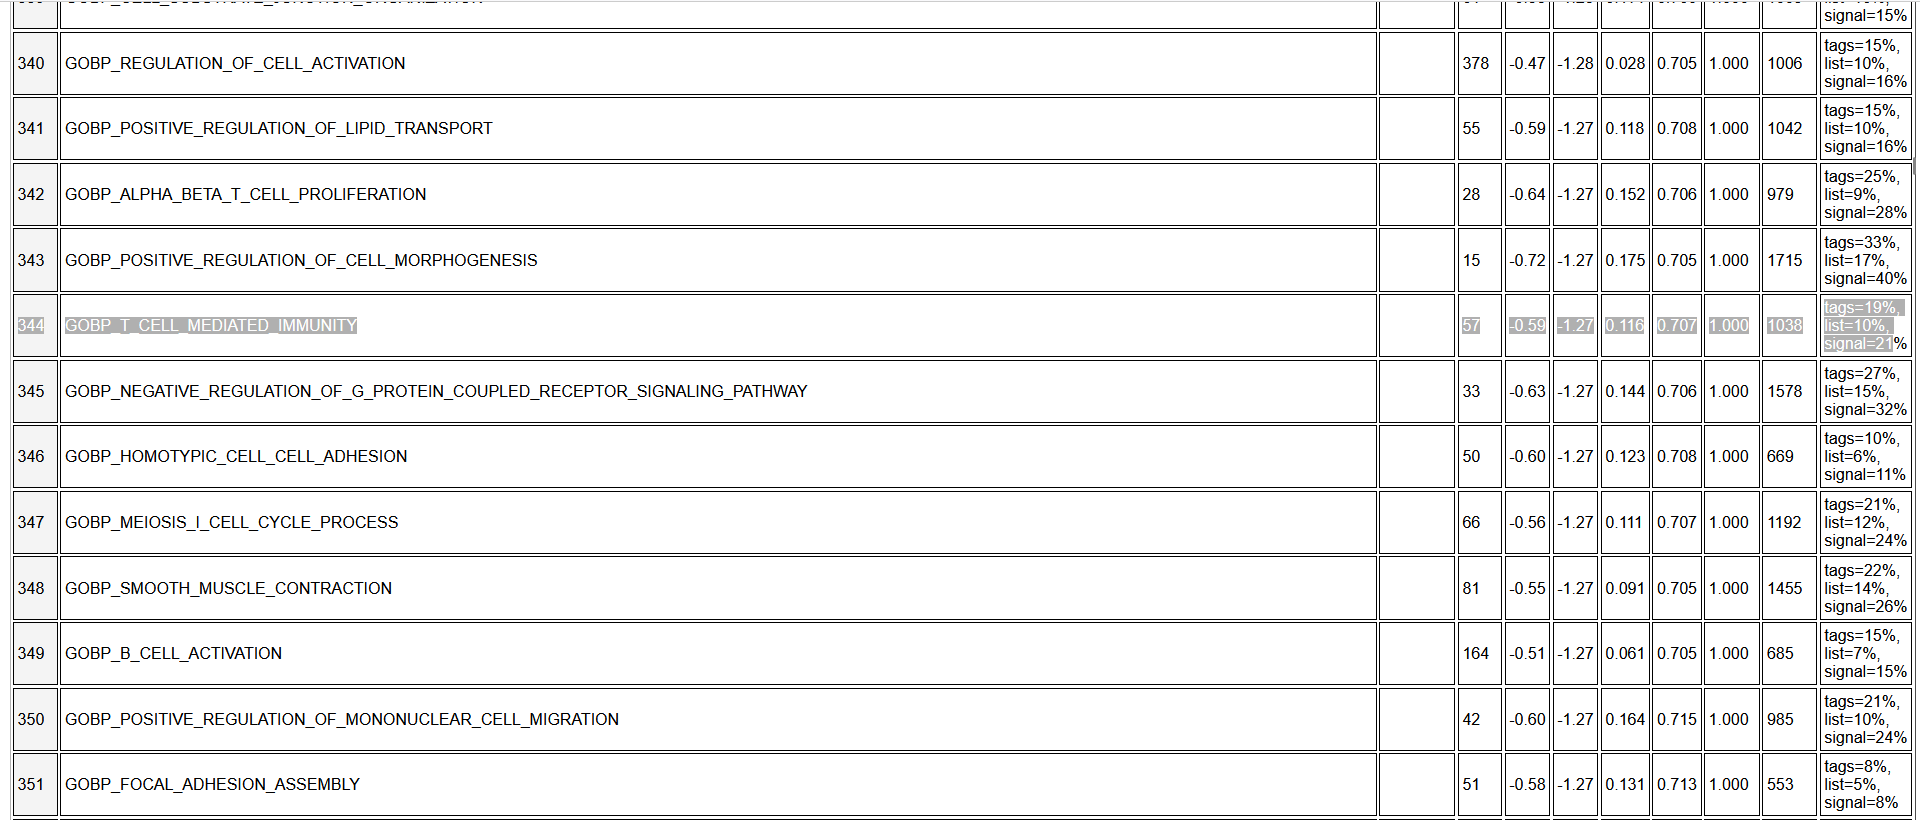 signal=15%
340 GOBP_REGULATION_OF_CELL_ACTIVATION 378 -0.47 -1.28 0.028 0.705 1.000 1006 tags=15%,
list=10%,
signal=16%
341 GOBP_POSITIVE_REGULATION_OF_LIPID_TRANSPORT 55 -0.59 -1.27 0.118 0.708 1.000 1042 tags=15%,
list=10%,
signal=16%
342 GOBP_ALPHA_BETA_T_CELL_PROLIFERATION 28 -0.64 -1.27 0.152 0.706 1.000 979 tags=25%,
list=9%,
signal=28%
343 GOBP_POSITIVE_REGULATION_OF_CELL_MORPHOGENESIS 15 -0.72 -1.27 0.175 0.705 1.000 1715 tags=33%,
list=17%,
signal=40%
344 GOBP_T_CELL_MEDIATED_IMMUNITY 57 -0.59 -1.27 0.116 0.707 1.000 1038 tags=19%,
list=10%,
signal=21%
345 GOBP_NEGATIVE_REGULATION_OF_G_PROTEIN_COUPLED_RECEPTOR_SIGNALING_PATHWAY 33 -0.63 -1.27 0.144 0.706 1.000 1578 tags=27%,
list=15%,
signal=32%
346 GOBP_HOMOTYPIC_CELL_CELL_ADHESION 50 -0.60 -1.27 0.123 0.708 1.000 669 tags=10%,
list=6%,
signal=11%
347 GOBP_MEIOSIS_I_CELL_CYCLE_PROCESS 66 -0.56 -1.27 0.111 0.707 1.000 1192 tags=21%,
list=12%,
signal=24%
348 GOBP_SMOOTH_MUSCLE_CONTRACTION 81 -0.55 -1.27 0.091 0.705 1.000 1455 tags=22%,
list=14%,
signal=26%
349 GOBP_B_CELL_ACTIVATION 164 -0.51 -1.27 0.061 0.705 1.000 685 tags=15%,
list=7%,
signal=15%
350 GOBP_POSITIVE_REGULATION_OF_MONONUCLEAR_CELL_MIGRATION 42 -0.60 -1.27 0.164 0.715 1.000 985 tags=21%,
list=10%,
signal=24%
351 GOBP_FOCAL_ADHESION_ASSEMBLY 51 -0.58 -1.27 0.131 0.713 1.000 553 tags=8%,
list=5%,
signal=8%